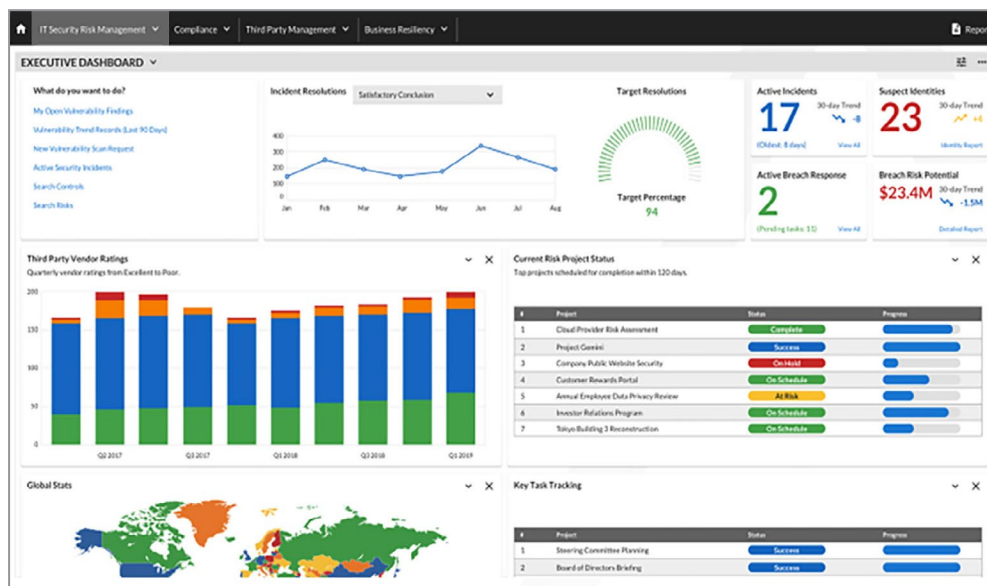 IT Security Risk Management
Compliance
Third Party Management
Business Resiliency
Repor
EXECUTIVE DASHBOARD
What do you want to do?
My Open Vulnerability Findings
Vulnerability Trend Records (Last 90 Days)
New Vulnerability Scan Request
Active Security Incidents
Search Controls
Search Risks
Incident Resolutions
Satisfactory Conclusion
400
300
200
100
0
Jan Feb Mar Apr May Jun Jul Aug
Target Resolutions
Target Percentage
94
Active Incidents
17
30-day Trend
-8
(Oldest: 8 days)
View All
Suspect Identities
23
30-day Trend
+4
Identity Report
Active Breach Response
2
(Pending tasks: 11)
View All
Breach Risk Potential
$23.4M
30-day Trend
-1.5M
Detailed Report
Third Party Vendor Ratings
Quarterly vendor ratings from Excellent to Poor.
200
150
100
50
0
Q2 2017 Q3 2017 Q1 2018 Q3 2018 Q1 2019
Current Risk Project Status
Top projects scheduled for completion within 120 days.
# Project Status Progress
1 Cloud Provider Risk Assessment Complete
2 Project Gemini Success
3 Company Public Website Security On Hold
4 Customer Rewards Portal On Schedule
5 Annual Employee Data Privacy Review At Risk
6 Investor Relations Program On Schedule
7 Tokyo Building 3 Reconstruction On Schedule
Global Stats
Key Task Tracking
# Project Status Progress
1 Steering Committee Planning Success
2 Board of Directors Briefing Success